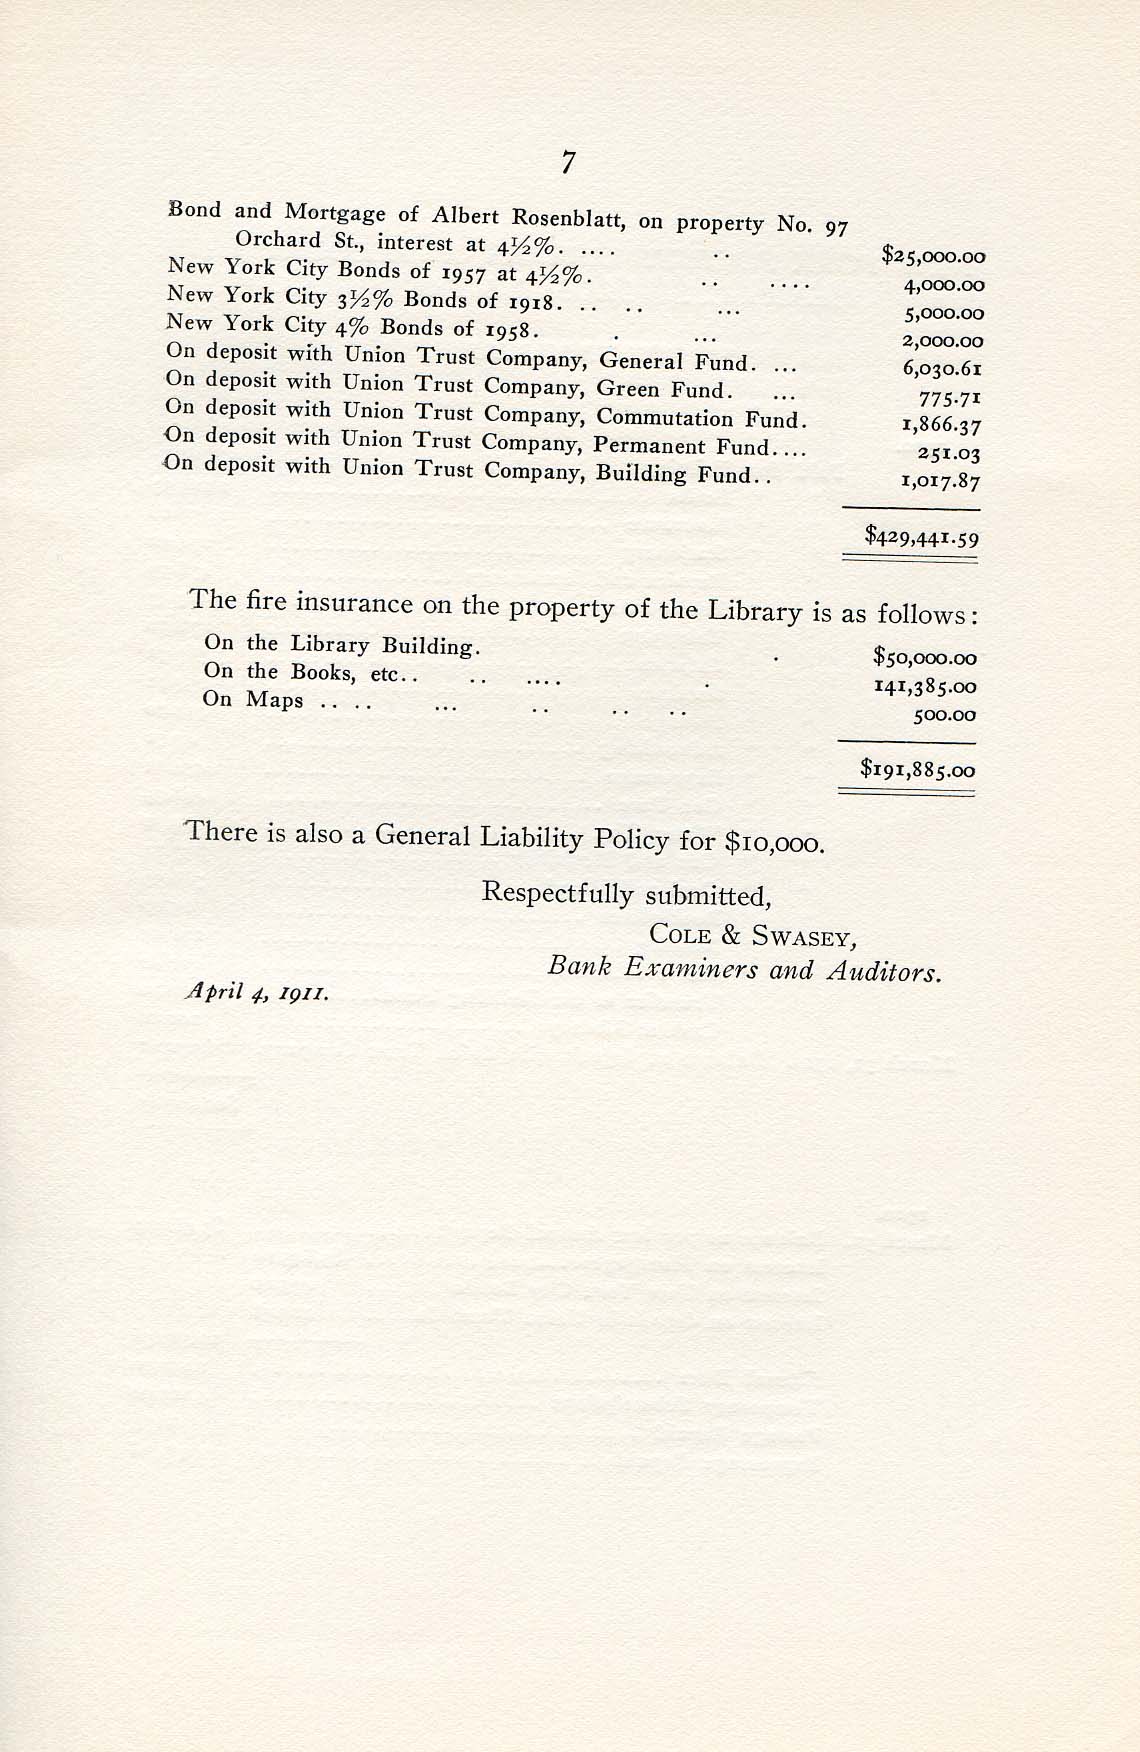 7
Bond and Mortgage of Albert Rosenblatt, on property No. 97
Orchard St., interest at 4½%. .... .. $25,000.00
New York City Bonds of 1957 at 4½%. .. .... 4,000.00
New York City 3½% Bonds of 1918. .. .. ... 5,000.00
New York City 4% Bonds of 1958. . ... 2,000.00
On deposit with Union Trust Company, General Fund. ... 6,030.61
On deposit with Union Trust Company, Green Fund. ... 775.71
On deposit with Union Trust Company, Commutation Fund. 1,866.37
On deposit with Union Trust Company, Permanent Fund.... 251.03
On deposit with Union Trust Company, Building Fund.. 1,017.87
$429,441.59
The fire insurance on the property of the Library is as follows:
On the Library Building. . $50,000.00
On the Books, etc.. .. .... . 141,385.00
On Maps .. .. ... .. .. .. 500.00
$191,885.00
There is also a General Liability Policy for $10,000.
Respectfully submitted,
COLE & SWASEY,
Bank Examiners and Auditors.
April 4, 1911.